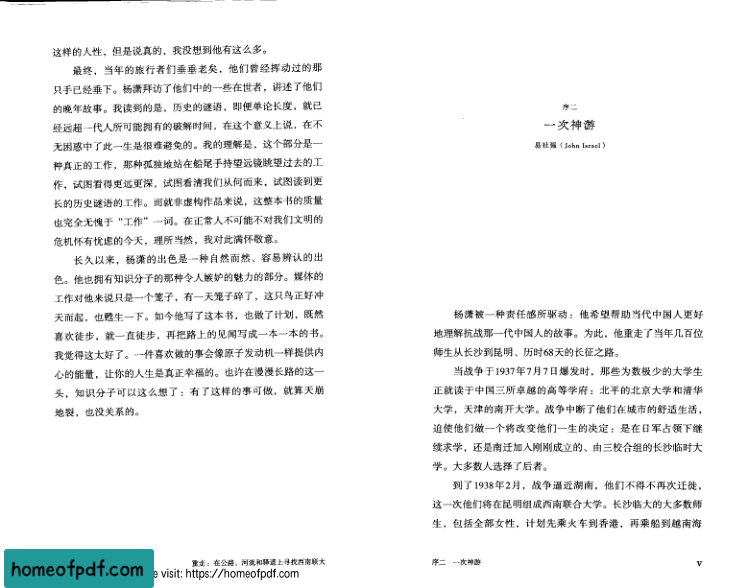 这样的人性，但是说真的，我没想到他有这么多。
最终，当年的旅行者们垂垂老矣，他们曾经挥动过的那
只手已经垂下。杨潇拜访了他们中的一些在世者，讲述了他们
的晚年故事。我读到的是，历史的谜语，即便单论长度，就已
经远超一代人所可能拥有的破解时间，在这个意义上说，在不
无困惑中了此一生是很难避免的。我的理解是，这个部分是一
种真正的工作，那种孤独地站在船尾手持望远镜眺望过去的工
作，试图看得更远更深，试图看清我们从何而来，试图读到更
长的历史谜语的工作。而就非虚构作品来说，这整本书的质量
也完全无愧于“工作”一词。在正常人不可能不对我们文明的
危机怀有忧虑的今天，理所当然，我对此满怀敬意。
长久以来，杨潇的出色是一种自然而然、容易辨认的出
色。他也拥有知识分子的那种令人嫉妒的魅力的部分。媒体的
工作对他来说只是一个笼子，有一天笼子碎了，这只鸟正好冲
天而起，也甦生一下。如今他写了这本书，也做了计划，既然
喜欢徒步，就一直徒步，再把路上的见闻写成一本一本的书。
我觉得这太好了。一件喜欢做的事会像原子发动机一样提供内
心的能量，让你的人生是真正幸福的。也许在漫漫长路的这一
头，知识分子可以这么想了：有了这样的事可做，就算天崩
地裂，也没关系的。
重走：在公路、河流和驿道上寻找西南联大
序二
一次神游
易社强（John Israel）
杨潇被一种责任感所驱动：他希望帮助当代中国人更好
地理解抗战那一代中国人的故事。为此，他重走了当年几百位
师生从长沙到昆明、历时68天的长征之路。
当战争于1937年7月7日爆发时，那些为数极少的大学生
正就读于中国三所卓越的高等学府：北平的北京大学和清华
大学，天津的南开大学。战争中断了他们在城市的舒适生活，
迫使他们做一个将改变他们一生的决定：是在日军占领下继
续求学，还是南迁加入刚刚成立的、由三校合组的长沙临时大
学。大多数人选择了后者。
到了1938年2月，战争逼近湖南，他们不得不再次迁徙，
这一次他们将在昆明组成西南联合大学。长沙临大的大多数师
生，包括全部女性，计划先乘火车到香港，再乘船到越南海
序二 一次神游
V
homeofpdf.com
e visit: https://homeofpdf.com